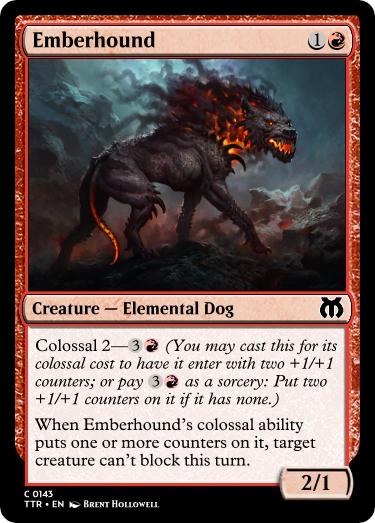 Emberhound 1
Creature — Elemental Dog
Colossal 2—3 (You may cast this for its
colossal cost to have it enter with two +1/+1
counters; or pay 3 as a sorcery: Put two
+1/+1 counters on it if it has none.)
When Emberhound's colossal ability
puts one or more counters on it, target
creature can't block this turn.
2/1
C 0143
TTR • EN Brent Hollowell